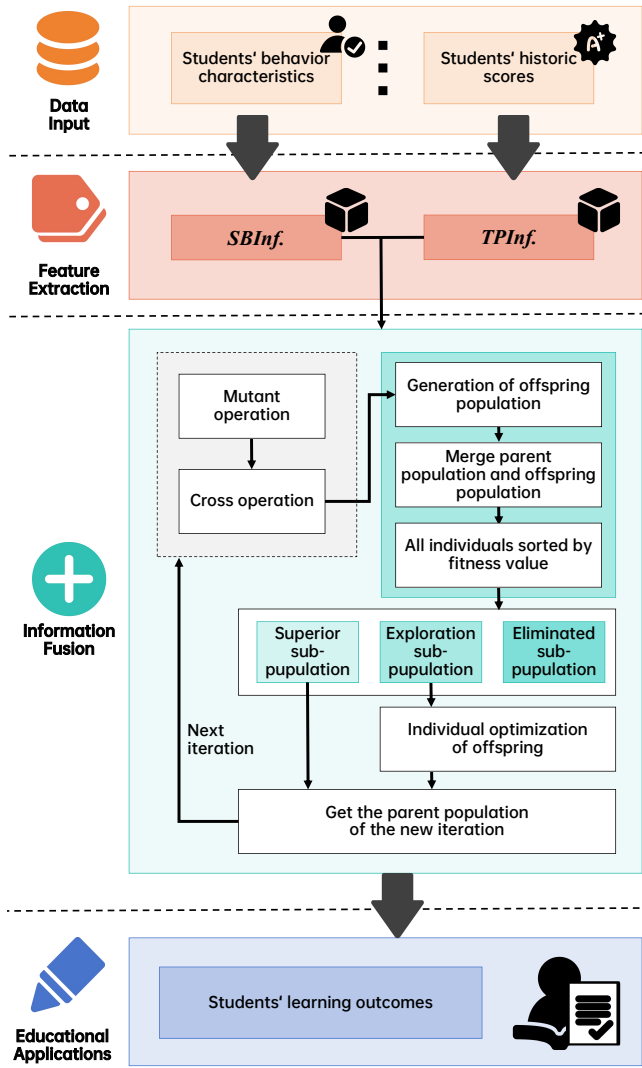 Students‘ behavior
characteristics
Students‘ historic
scores
A+
Data
Input
SBInf.
TPInf.
Feature
Extraction
Mutant
operation
Cross operation
Generation of offspring
population
Merge parent
population and offspring
population
All individuals sorted by
fitness value
Information
Fusion
Superior
sub-
pupulation
Exploration
sub-
pupulation
Eliminated sub-
pupulation
Next
iteration
Individual optimization
of offspring
Get the parent population
of the new iteration
Students‘ learning outcomes
Educational
Applications